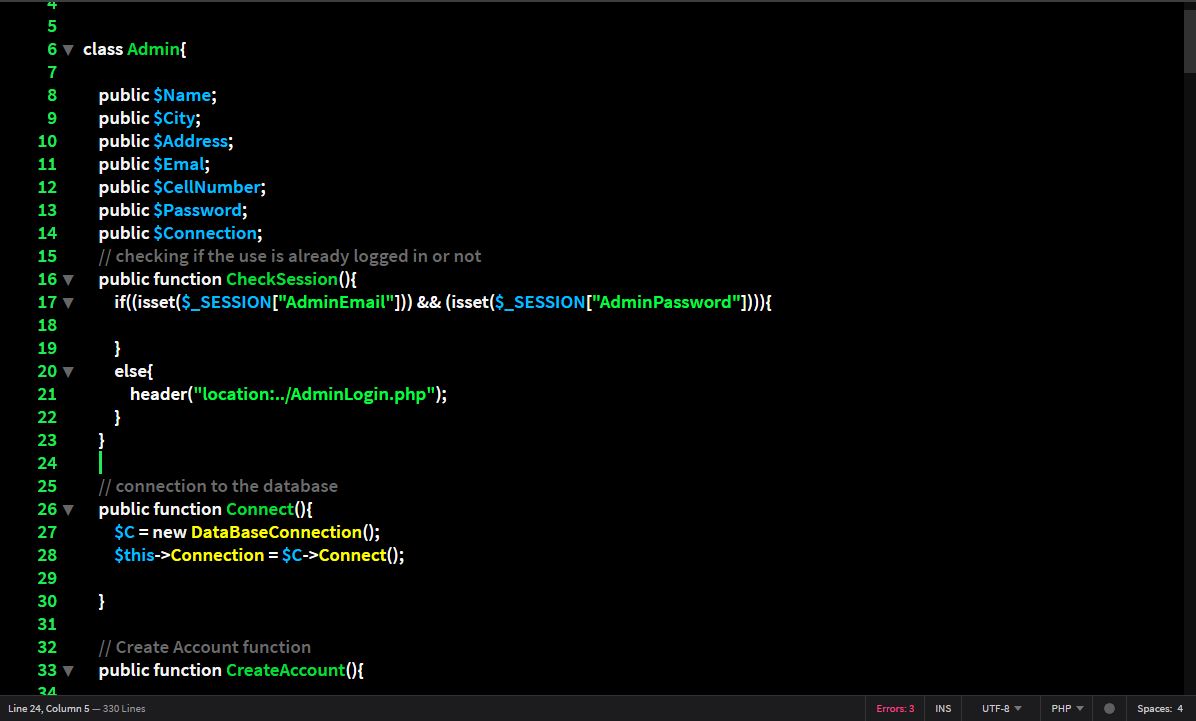 4
5
6 ▼ class Admin{
7
8 public $Name;
9 public $City;
10 public $Address;
11 public $Emal;
12 public $CellNumber;
13 public $Password;
14 public $Connection;
15 // checking if the use is already logged in or not
16 ▼ public function CheckSession(){
17 ▼ if((isset($_SESSION["AdminEmail"])) && (isset($_SESSION["AdminPassword"]))){
18
19 }
20 ▼ else{
21 header("location:../AdminLogin.php");
22 }
23 }
24
25 // connection to the database
26 ▼ public function Connect(){
27 $C = new DataBaseConnection();
28 $this->Connection = $C->Connect();
29
30 }
31
32 // Create Account function
33 ▼ public function CreateAccount(){
34
Line 24, Column 5 — 330 Lines Errors: 3 INS UTF-8 ▼ PHP ▼ Spaces: 4